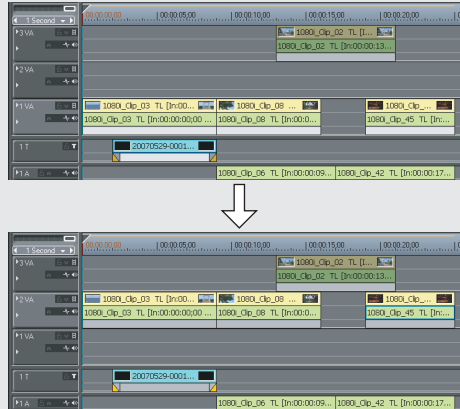 1 Second
00:00:00;00 00:00:05;00 00:00:10;00 00:00:15;00 00:00:20;00
3 VA
1080i_Clip_02 TL [I...
1080i_Clip_02 TL [In:00:00:13...
2 VA
1 VA
1080i_Clip_03 TL [In:00... 1080i_Clip_08 ... 1080i_Clip_...
1080i_Clip_03 TL [In:00:00:00;00 ... 1080i_Clip_08 TL [In:00:0... 1080i_Clip_45 TL [In:...
1 T T
20070529-0001...
1 A
1080i_Clip_06 TL [In:00:00:09... 1080i_Clip_42 TL [In:00:00:17...
1 Second
00:00:00;00 00:00:05;00 00:00:10;00 00:00:15;00 00:00:20;00
3 VA
1080i_Clip_02 TL [I...
1080i_Clip_02 TL [In:00:00:13...
2 VA
1080i_Clip_03 TL [In:00... 1080i_Clip_08 ... 1080i_Clip_...
1080i_Clip_03 TL [In:00:00:00;00 ... 1080i_Clip_08 TL [In:00:0... 1080i_Clip_45 TL [In:...
1 VA
1 T T
20070529-0001...
1 A
1080i_Clip_06 TL [In:00:00:09... 1080i_Clip_42 TL [In:00:00:17...